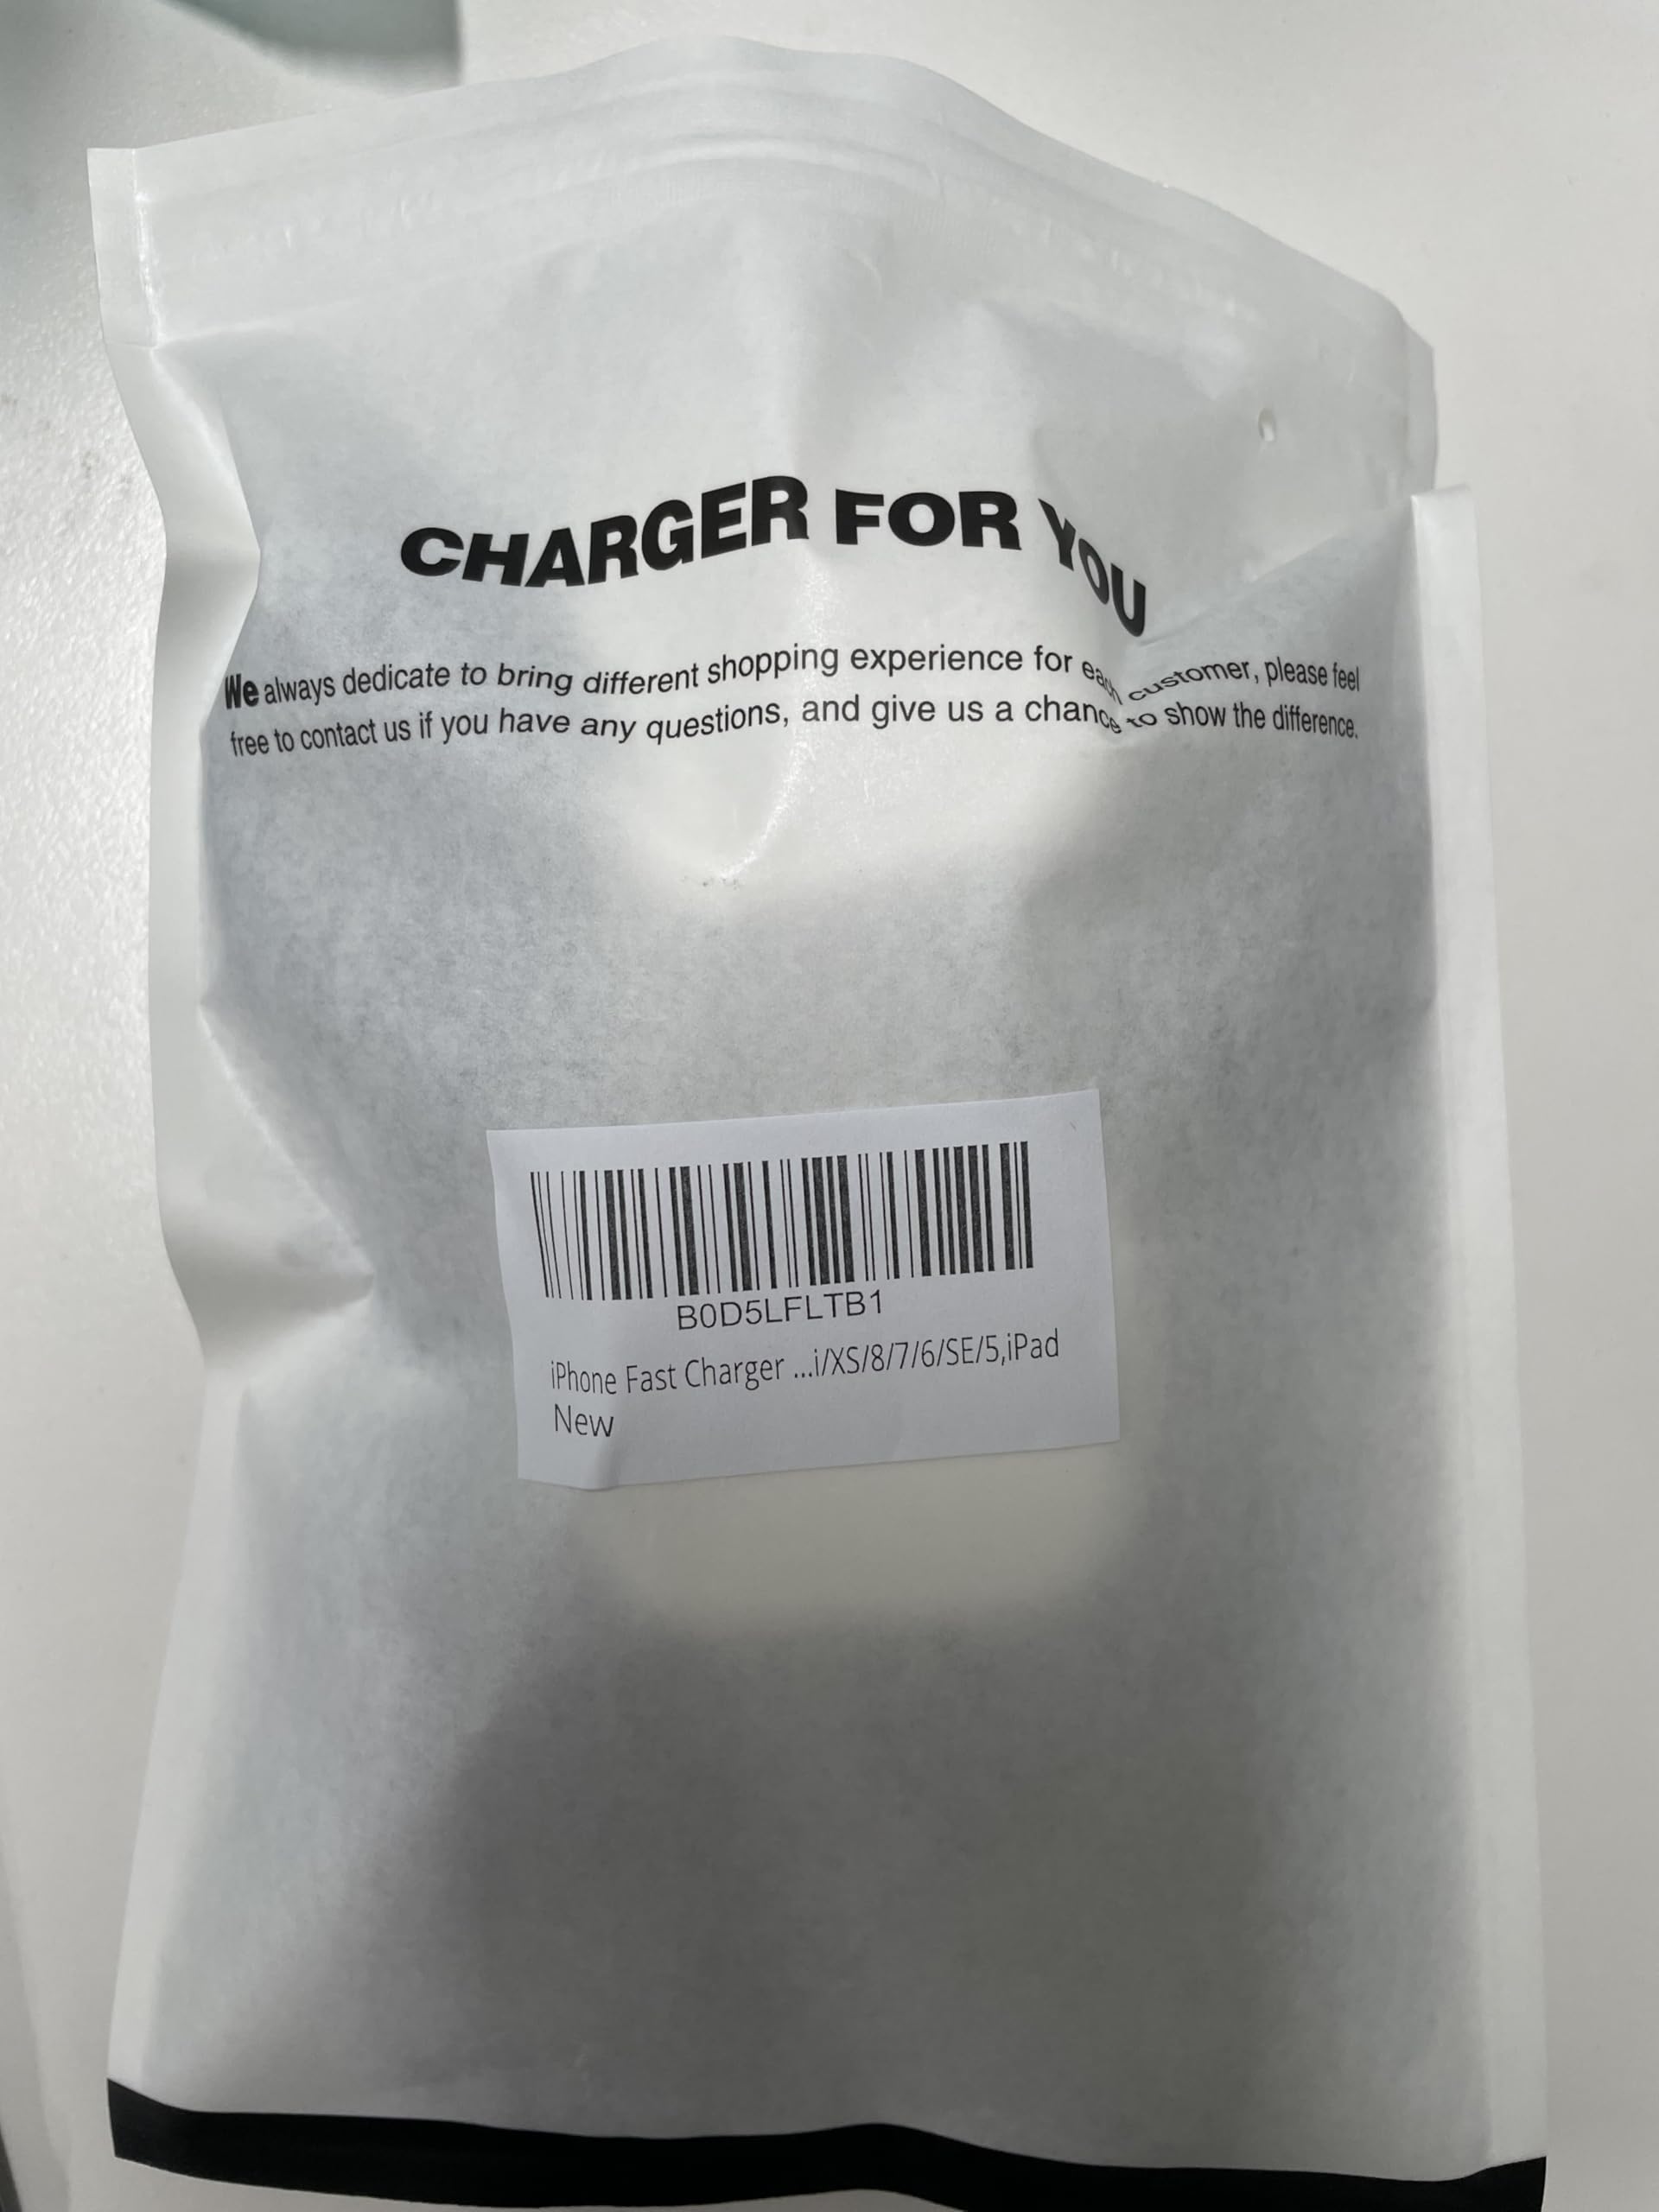 CHARGER FOR YOU
We always dedicate to bring different shopping experience for each customer, please feel
free to contact us if you have any questions, and give us a chance to show the difference.
B0D5LFLTB1
iPhone Fast Charger ...i/XS/8/7/6/SE/5,iPad
New